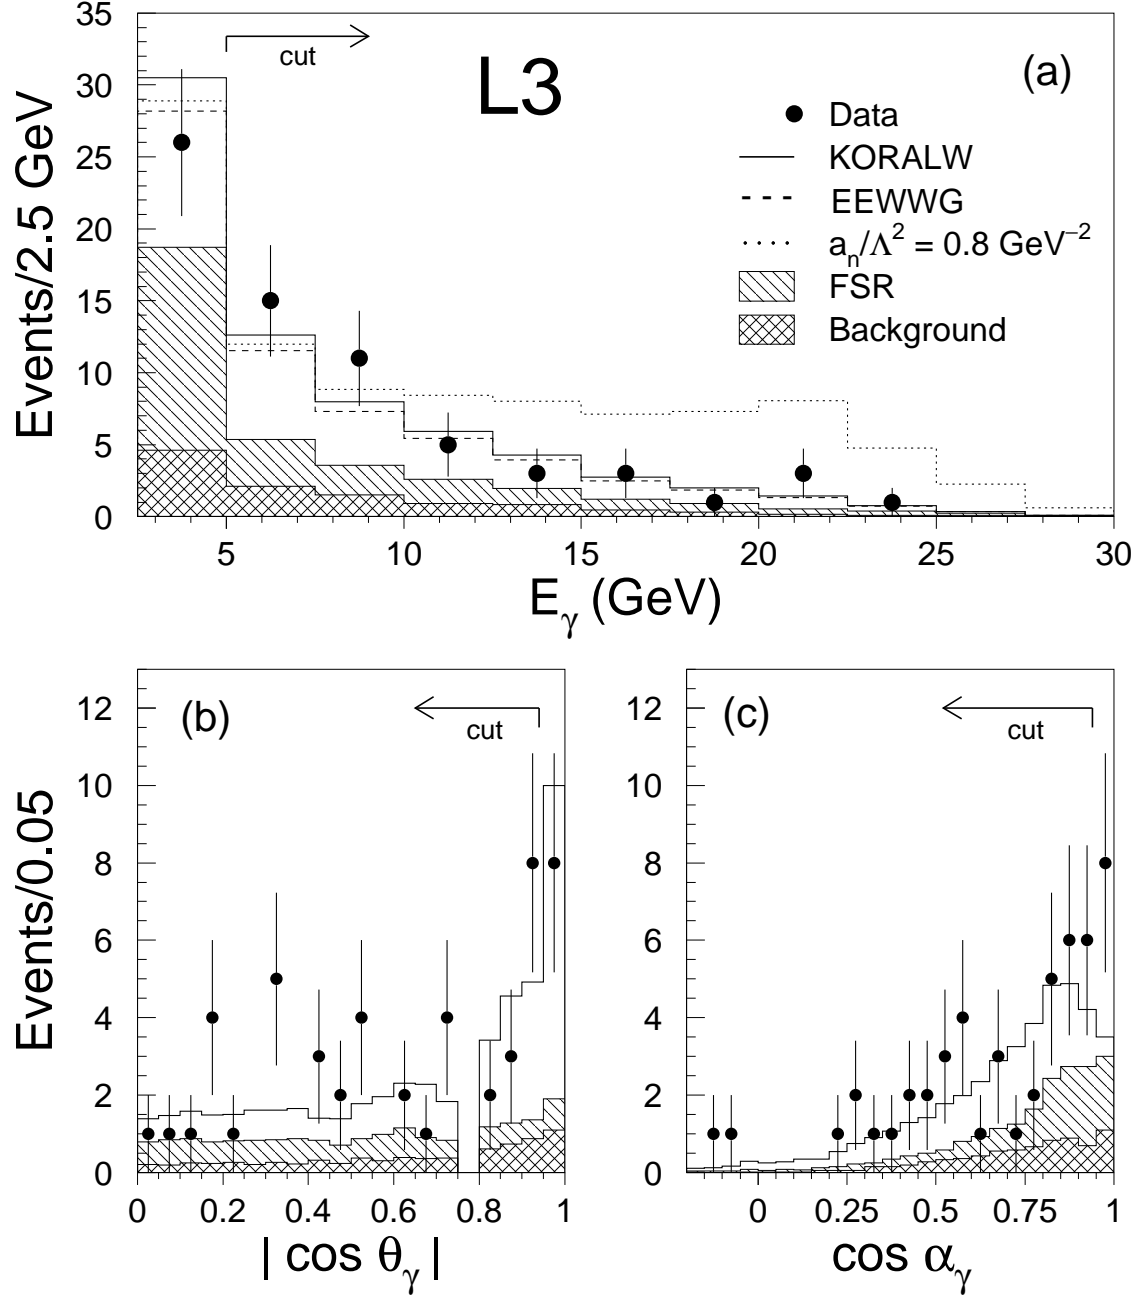 35
30
25
20
15
10
5
0
Events/2.5 GeV
cut
L3
(a)
Data
KORALW
EEWWG
aₙ/Λ² = 0.8 GeV⁻²
FSR
Background
5 10 15 20 25 30
E_γ (GeV)
12
10
8
6
4
2
0
Events/0.05
(b)
cut
0 0.2 0.4 0.6 0.8 1
| cos θ_γ |
12
10
8
6
4
2
0
(c)
cut
0 0.25 0.5 0.75 1
cos α_γ